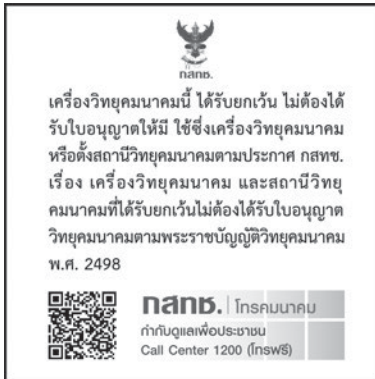 กสทช.
เครื่องวิทยุคมนาคมนี้ ได้รับยกเว้น ไม่ต้องได้
รับใบอนุญาตให้มี ใช้ซึ่งเครื่องวิทยุคมนาคม
หรือตั้งสถานีวิทยุคมนาคมตามประกาศ กสทช.
เรื่อง เครื่องวิทยุคมนาคม และสถานีวิทยุ
คมนาคมที่ได้รับยกเว้นไม่ต้องได้รับใบอนุญาต
วิทยุคมนาคมตามพระราชบัญญัติวิทยุคมนาคม
พ.ศ. 2498
กสทช. | โทรคมนาคม
กำกับดูแลเพื่อประชาชน
Call Center 1200 (โทรฟรี)